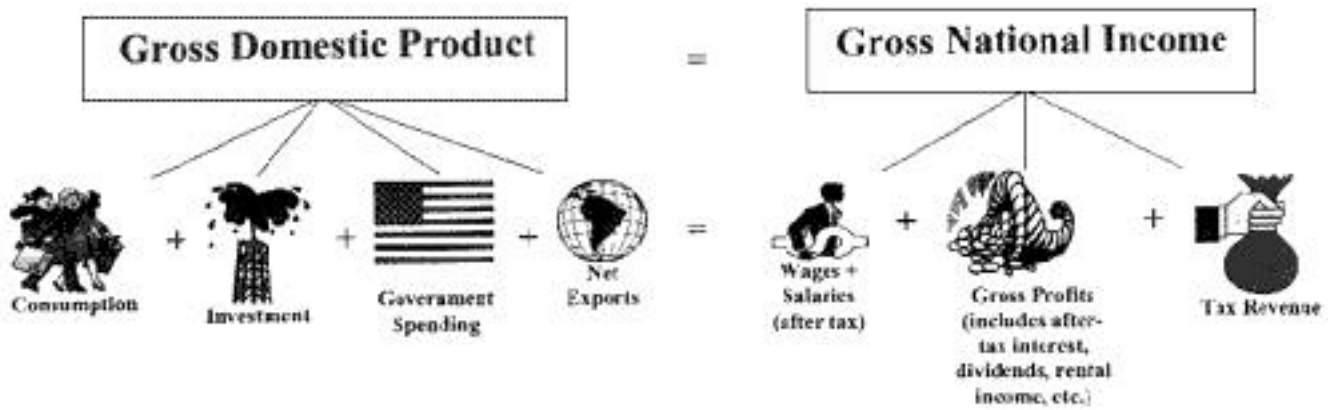 Gross Domestic Product
=
Gross National Income
+
+
+
=
+
+
Consumption
Investment
Government
Spending
Net
Exports
Wages +
Salaries
(after tax)
Gross Profits
(includes after-
tax interest,
dividends, rental
income, etc.)
Tax Revenue